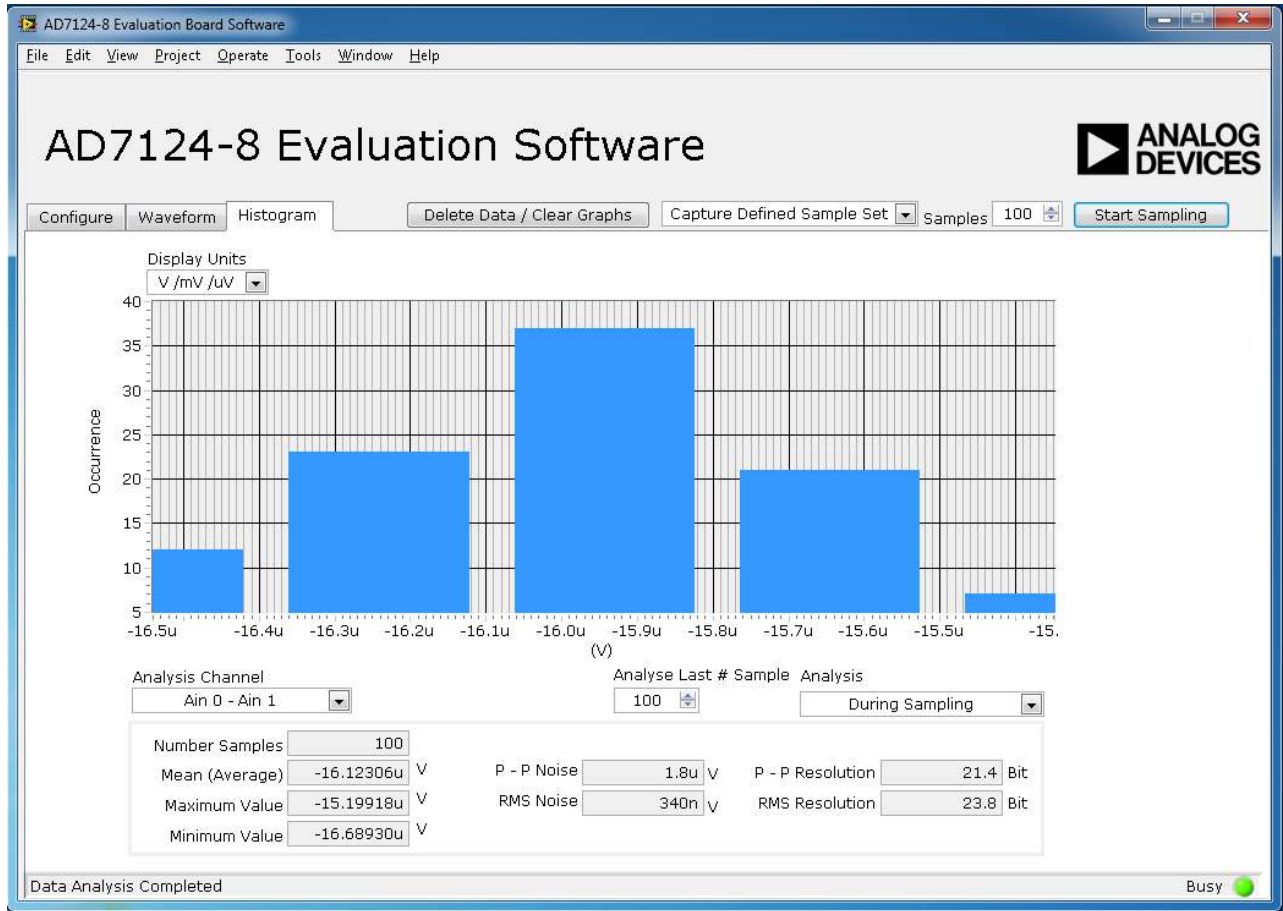 AD7124-8 Evaluation Board Software
File Edit View Project Operate Tools Window Help
AD7124-8 Evaluation Software
ANALOG
DEVICES
Configure Waveform Histogram Delete Data / Clear Graphs Capture Defined Sample Set Samples 100 Start Sampling
Display Units
V /mV /uV
40
35
30
25
20
15
10
5
Occurrence
-16.5u -16.4u -16.3u -16.2u -16.1u -16.0u -15.9u -15.8u -15.7u -15.6u -15.5u -15.
(V)
Analysis Channel Analyse Last # Sample Analysis
Ain 0 - Ain 1 100 During Sampling
Number Samples 100
Mean (Average) -16.12306u V P - P Noise 1.8u V P - P Resolution 21.4 Bit
Maximum Value -15.19918u V RMS Noise 340n V RMS Resolution 23.8 Bit
Minimum Value -16.68930u V
Data Analysis Completed Busy